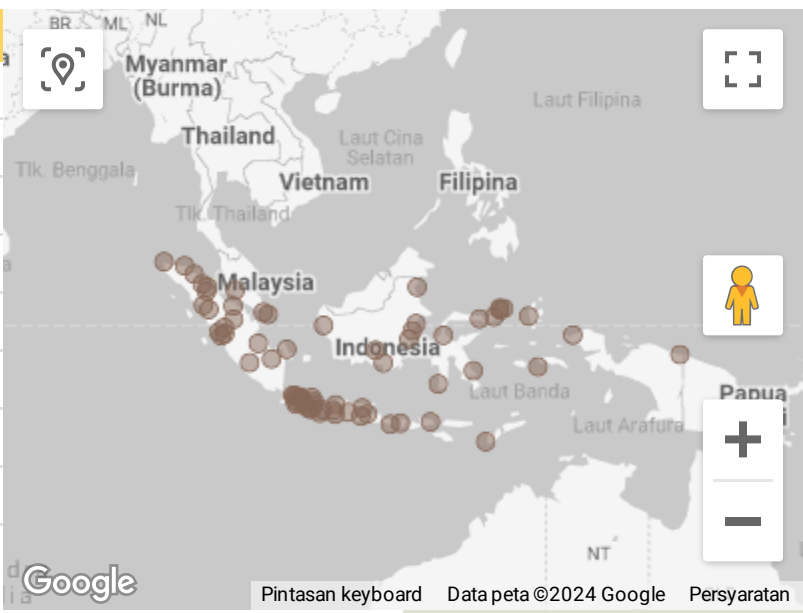 BR
ML
NL
Myanmar
(Burma)
Laut Filipina
Thailand
Laut Cina
Selatan
Tlk. Benggala
Vietnam
Filipina
Tlk. Thailand
Malaysia
Indonesia
Laut Banda
Papua
Laut Arafura
NT
Google
Pintasan keyboard
Data peta ©2024 Google
Persyaratan